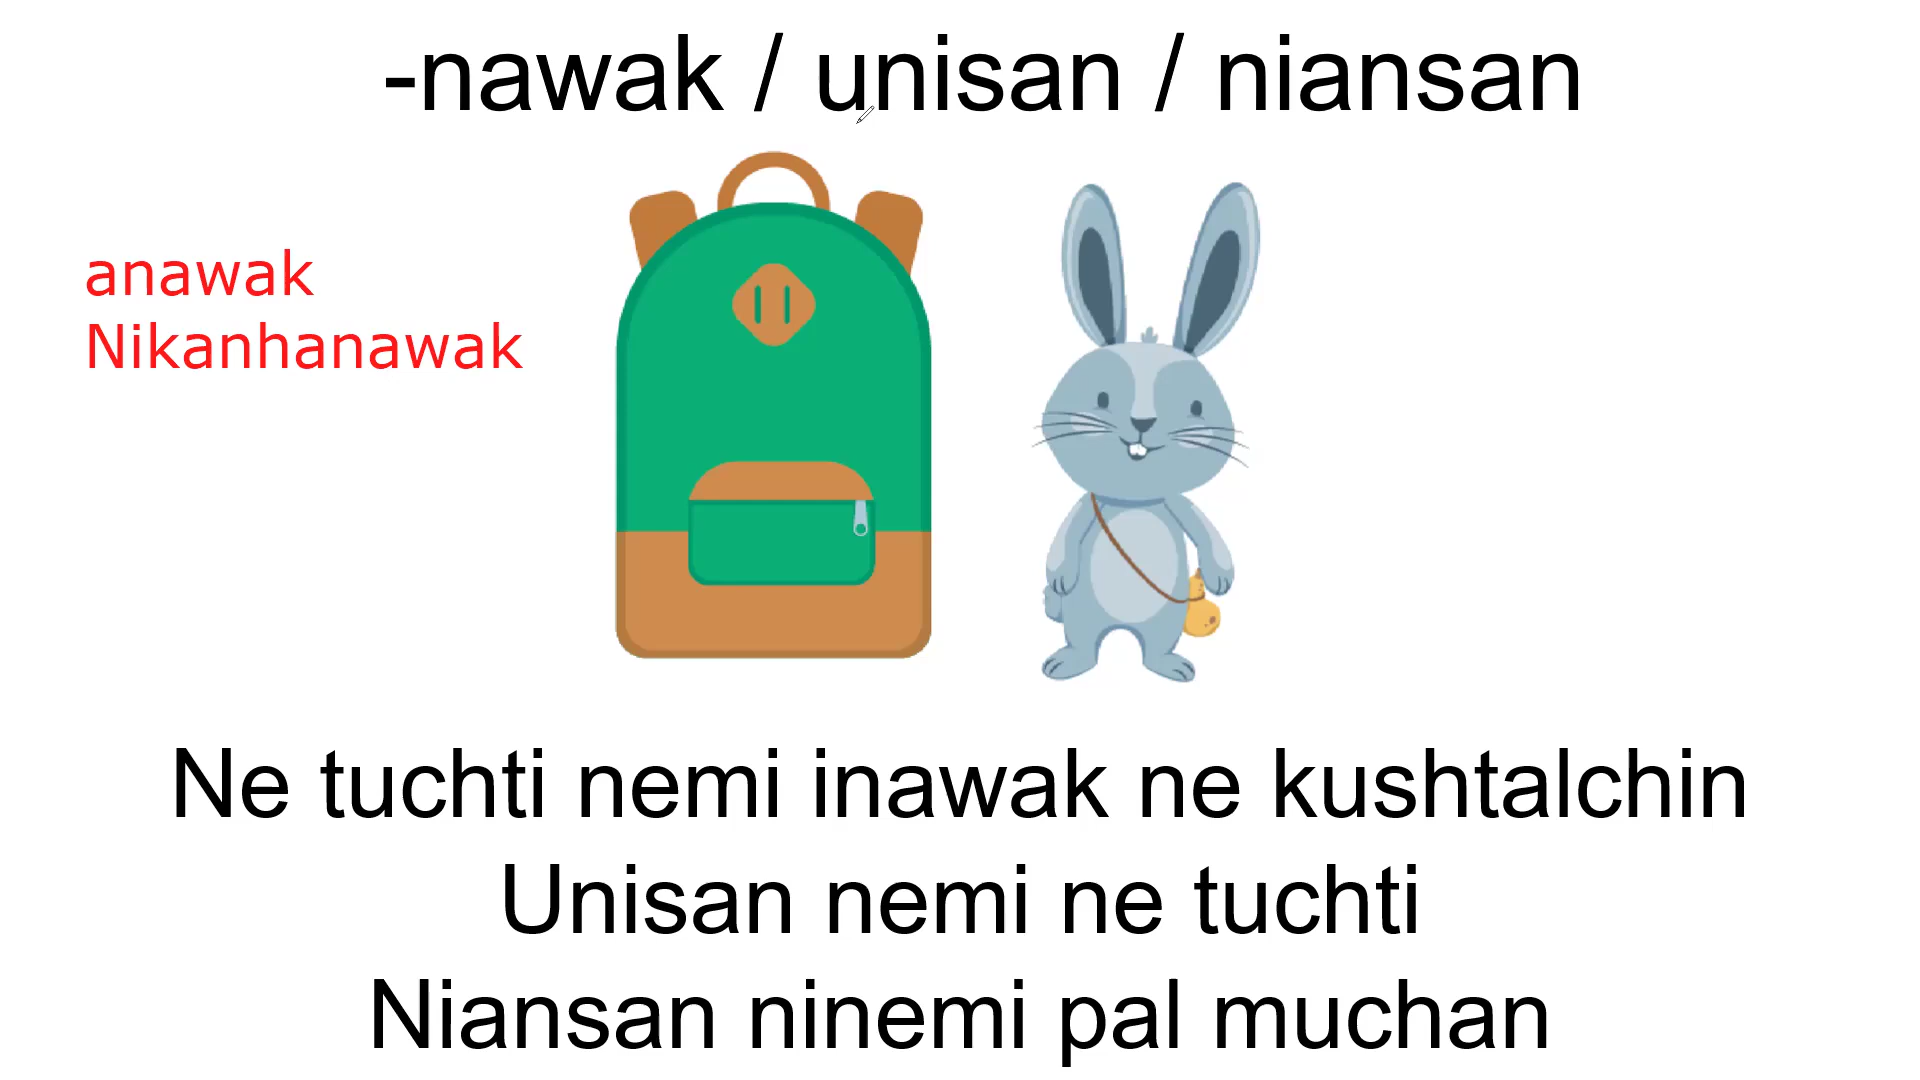 -nawak / unisan / niansan
anawak
Nikanhanawak
Ne tuchti nemi inawak ne kushtalchin
Unisan nemi ne tuchti
Niansan ninemi pal muchan